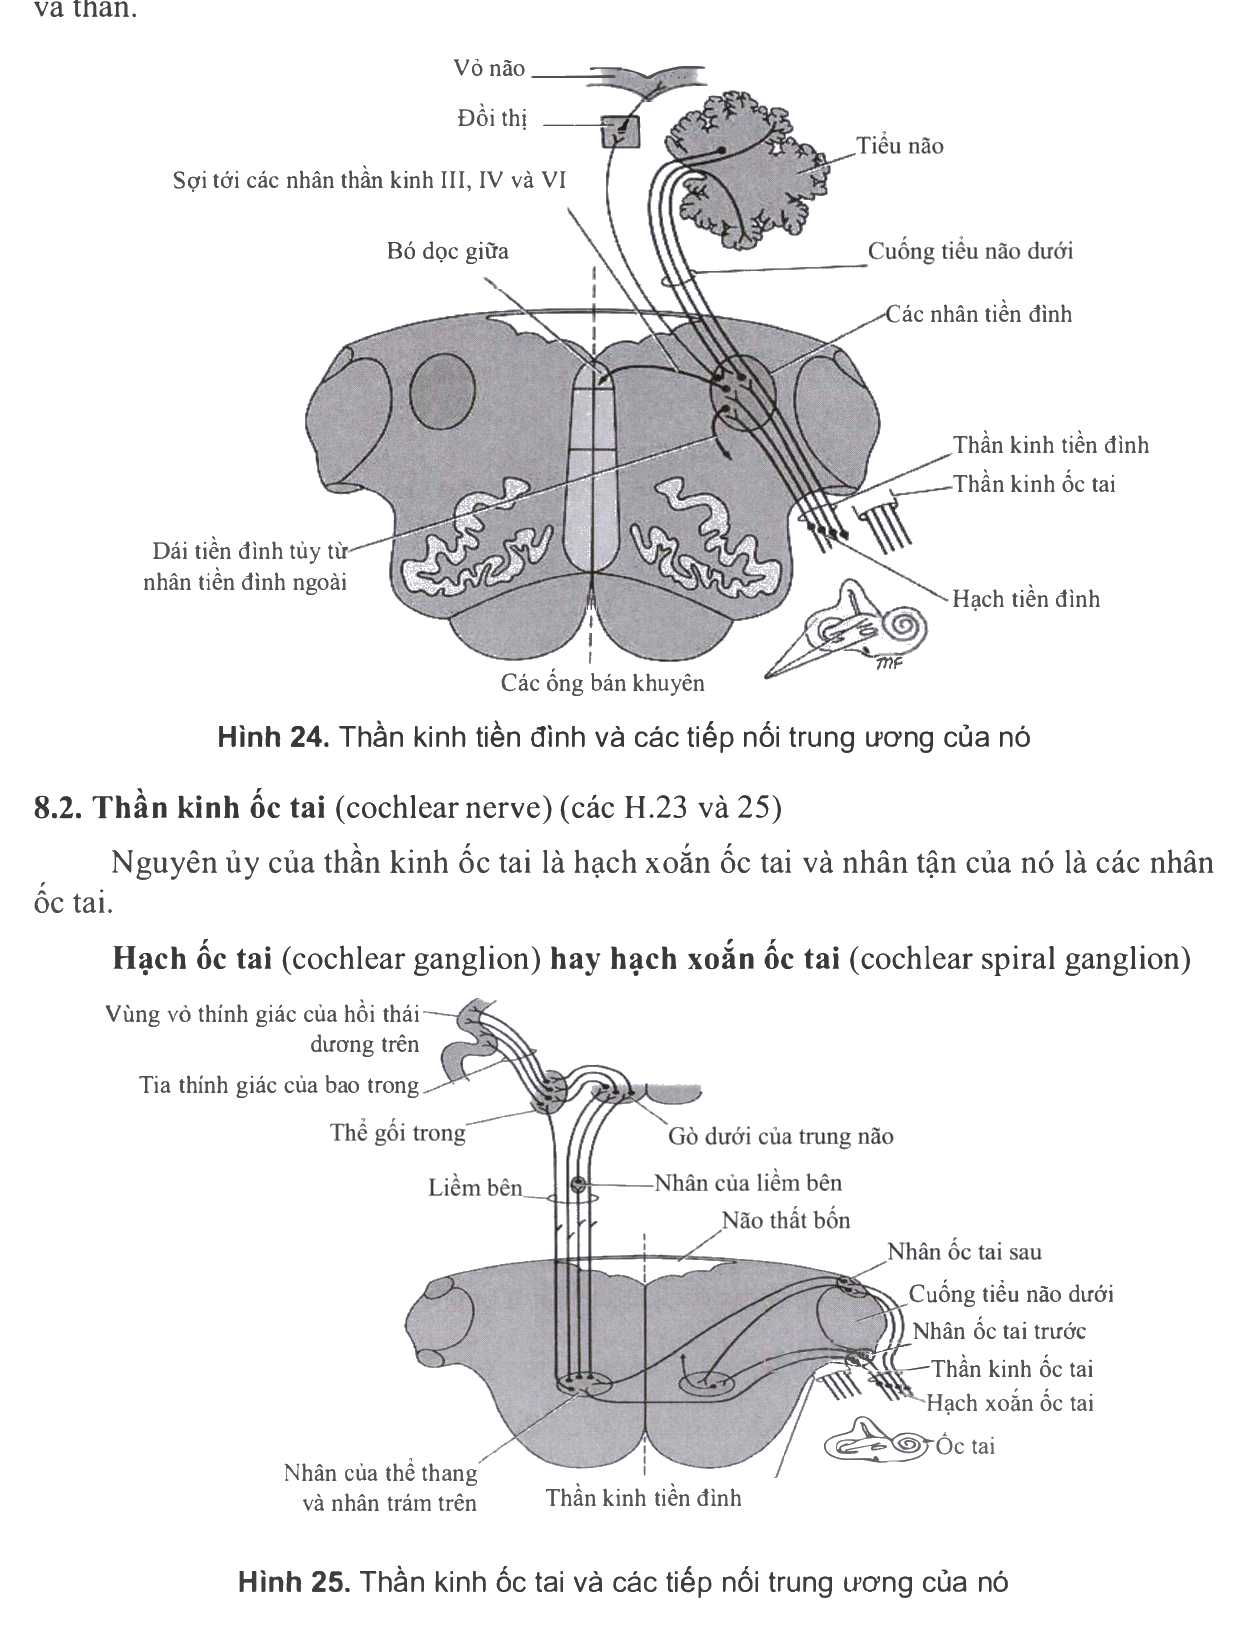 và thân.
Vỏ não
Đồi thị
Tiểu não
Sợi tới các nhân thần kinh III, IV và VI
Bó dọc giữa
Cuống tiểu não dưới
Các nhân tiền đình
Thần kinh tiền đình
Thần kinh ốc tai
Dái tiền đình tủy từ
nhân tiền đình ngoài
Hạch tiền đình
MF
Các ống bán khuyên
Hình 24. Thần kinh tiền đình và các tiếp nối trung ương của nó
8.2. Thần kinh ốc tai (cochlear nerve) (các H.23 và 25)
Nguyên ủy của thần kinh ốc tai là hạch xoắn ốc tai và nhân tận của nó là các nhân
ốc tai.
Hạch ốc tai (cochlear ganglion) hay hạch xoắn ốc tai (cochlear spiral ganglion)
Vùng vỏ thính giác của hồi thái
dương trên
Tia thính giác của bao trong
Thể gối trong
Gò dưới của trung não
Liềm bên
Nhân của liềm bên
Não thất bốn
Nhân ốc tai sau
Cuống tiểu não dưới
Nhân ốc tai trước
Thần kinh ốc tai
Hạch xoắn ốc tai
Ốc tai
Nhân của thể thang
và nhân trám trên
Thần kinh tiền đình
Hình 25. Thần kinh ốc tai và các tiếp nối trung ương của nó